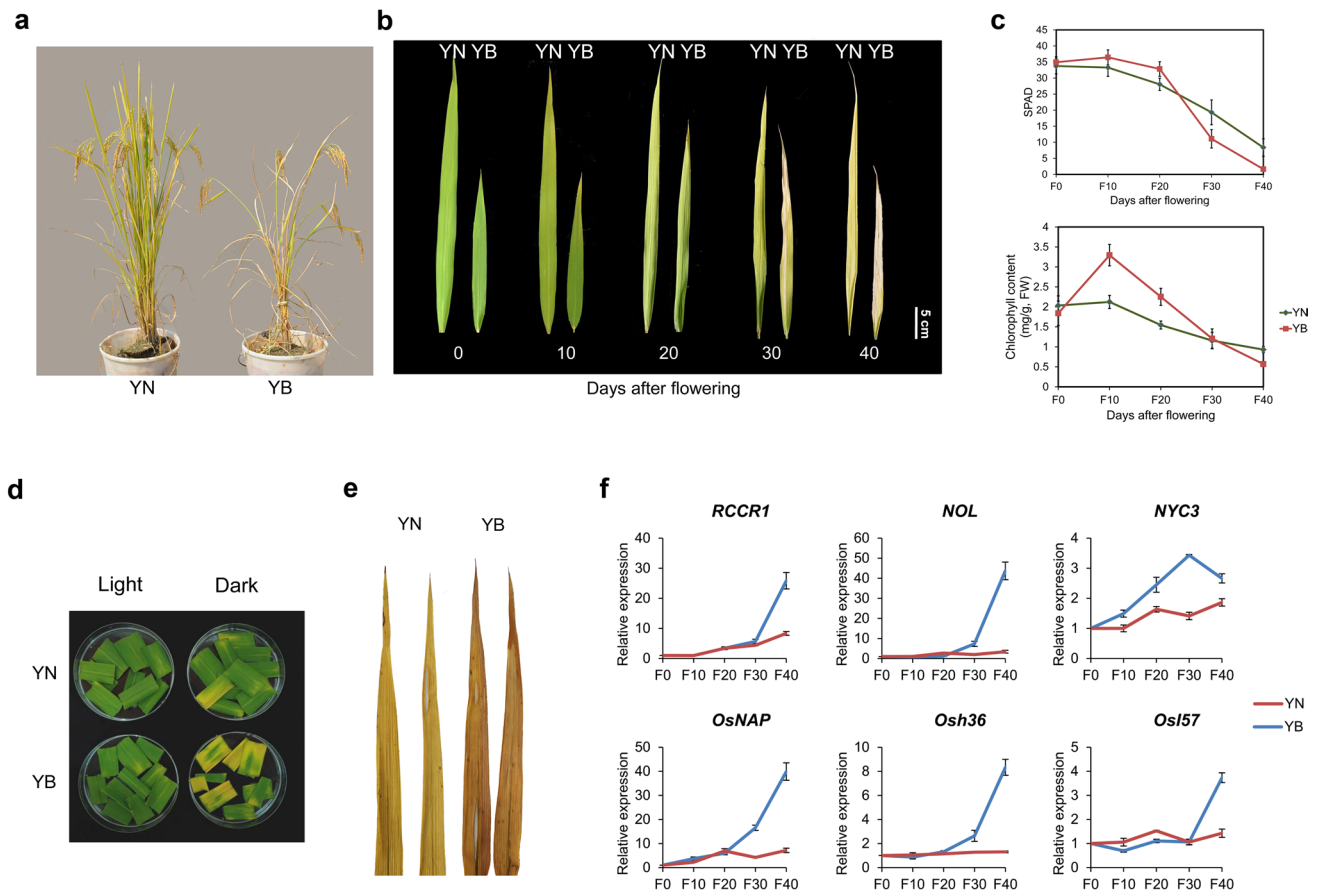 a
YN
YB
b
YN YB
YN YB
YN YB
YN YB
YN YB
0
10
20
30
40
5 cm
Days after flowering
c
SPAD
45
40
35
30
25
20
15
10
5
0
F0
F10
F20
F30
F40
Days after flowering
Chlorophyll content
(mg/g, FW)
4
3.5
3
2.5
2
1.5
1
0.5
0
F0
F10
F20
F30
F40
Days after flowering
YN
YB
d
Light
Dark
YN
YB
e
YN
YB
f
RCCR1
Relative expression
40
30
20
10
0
F0 F10 F20 F30 F40
NOL
Relative expression
60
50
40
30
20
10
0
F0 F10 F20 F30 F40
NYC3
Relative expression
4
3
2
1
0
F0 F10 F20 F30 F40
OsNAP
Relative expression
50
40
30
20
10
0
F0 F10 F20 F30 F40
Osh36
Relative expression
10
8
6
4
2
0
F0 F10 F20 F30 F40
OsI57
Relative expression
5
4
3
2
1
0
F0 F10 F20 F30 F40
YN
YB